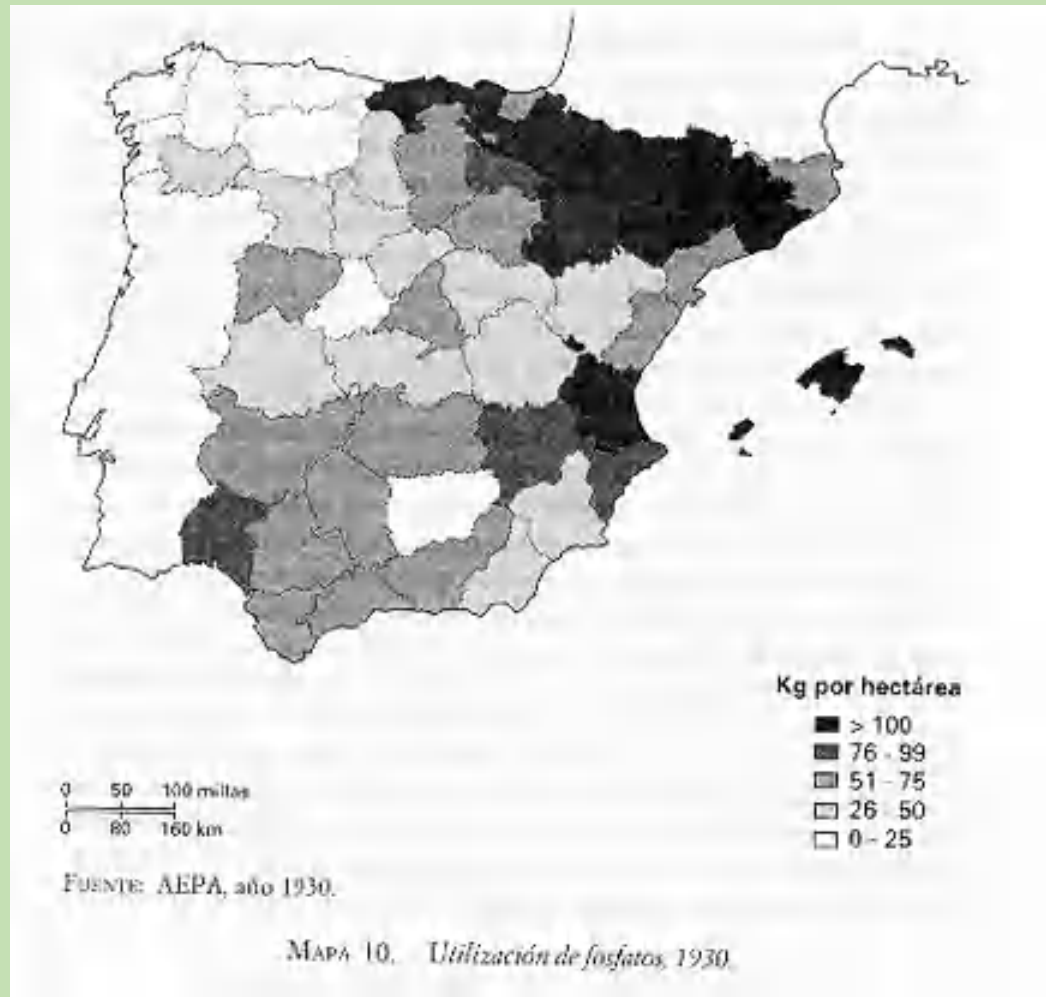 Kg por hectárea
> 100
76 - 99
51 - 75
26 - 50
0 - 25
0 50 100 millas
0 80 160 km
FUENTE: AEPA, año 1930.
MAPA 10. Utilización de fosfatos, 1930.